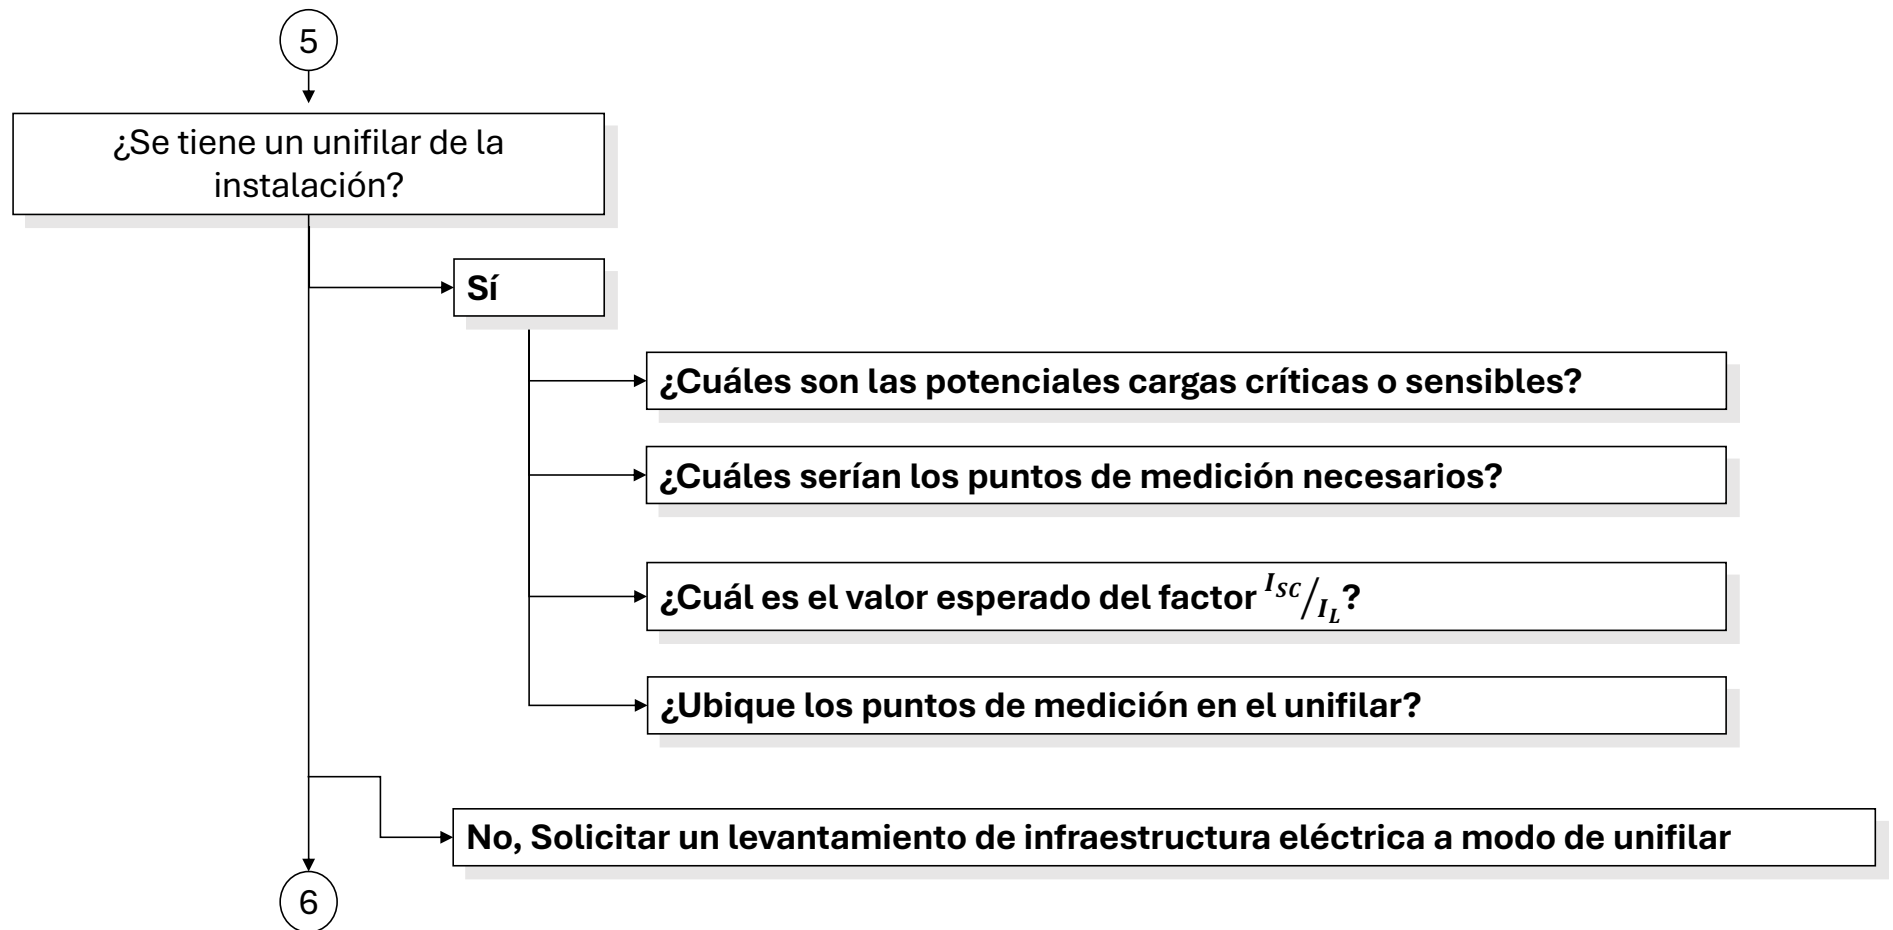 5
¿Se tiene un unifilar de la
instalación?
Sí
¿Cuáles son las potenciales cargas críticas o sensibles?
¿Cuáles serían los puntos de medición necesarios?
¿Cuál es el valor esperado del factor I_SC/I_L?
¿Ubique los puntos de medición en el unifilar?
No, Solicitar un levantamiento de infraestructura eléctrica a modo de unifilar
6